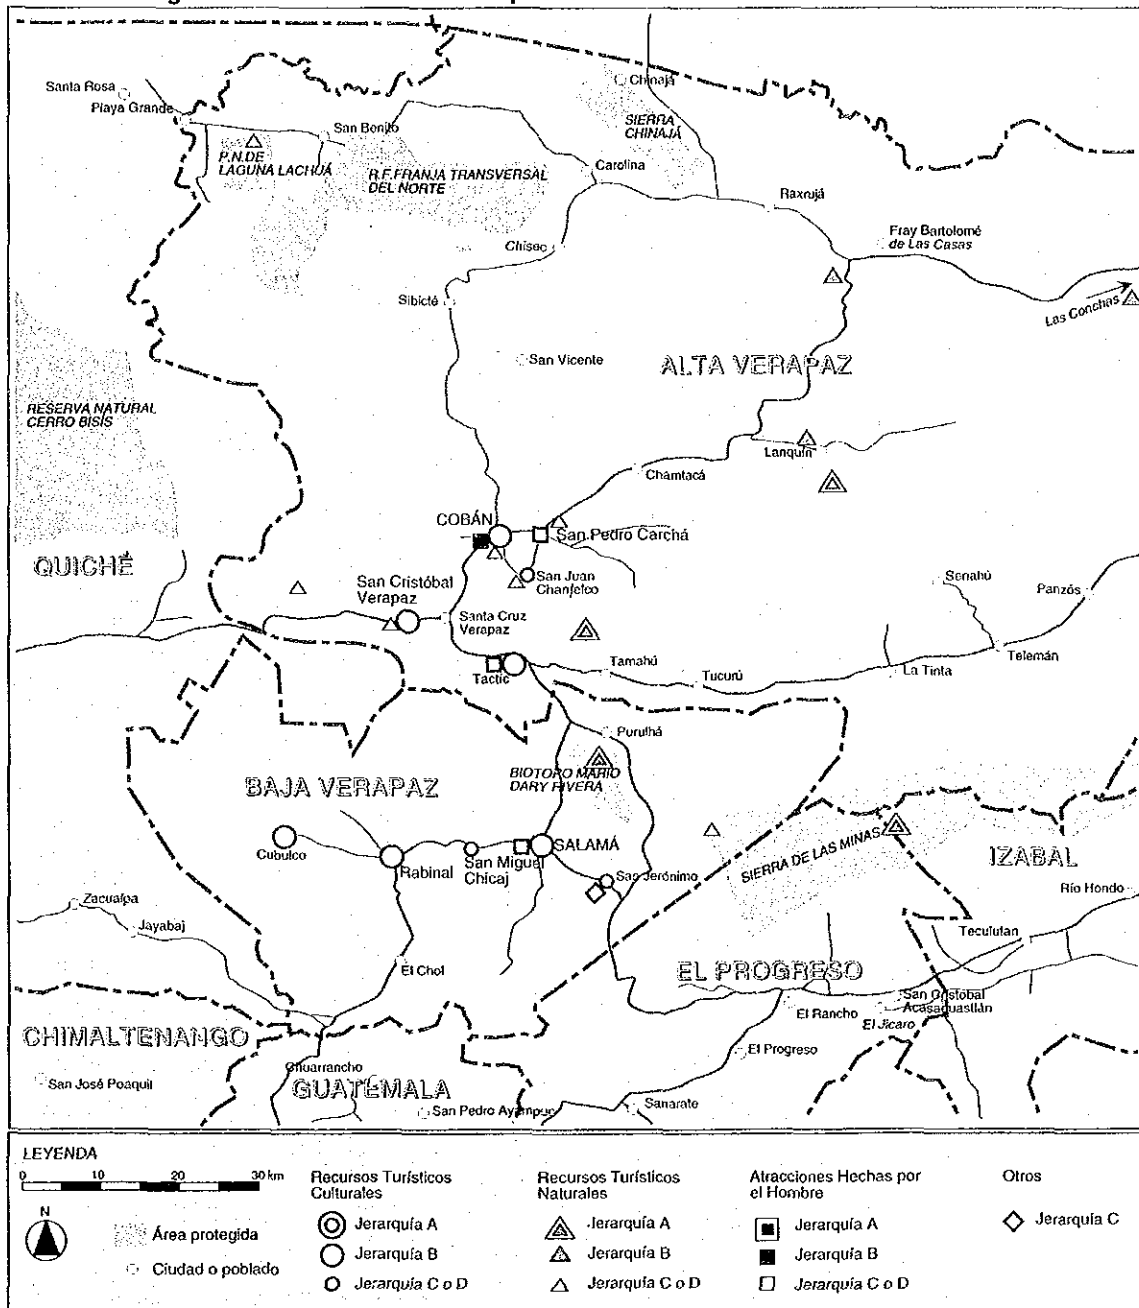 Santa Rosa
Playa Grande
San Benito
P.N. DE
LAGUNA LACHUÁ
R.F. FRANJA TRANSVERSAL
DEL NORTE
Chinajá
SIERRA
CHINAJÁ
Carolina
Raxrujá
Chisec
Fray Bartolomé
de Las Casas
Sibicté
Las Conchas
San Vicente
ALTA VERAPAZ
RESERVA NATURAL
CERRO BISÍS
Lanquín
Chamtacá
COBÁN
San Pedro Carchá
QUICHÉ
San Cristóbal
Verapaz
San Juan
Chamelco
Senahú
Panzós
Santa Cruz
Verapaz
Tactic
Tamahú
Tucurú
La Tinta
Telemán
Purulhá
BIOTOPO MARIO
DARY RIVERA
BAJA VERAPAZ
Cubulco
Rabinal
San Miguel
Chicaj
SALAMÁ
San Jerónimo
SIERRA DE LAS MINAS
IZABAL
Río Hondo
Zacualpa
Jayabaj
Teculután
El Chol
EL PROGRESO
San Cristóbal
Acasaguastlán
El Rancho
El Jícaro
CHIMALTENANGO
El Progreso
Chuarrancho
San José Poaquil
GUATEMALA
San Pedro Ayampuc
Sanarate
LEYENDA
0 10 20 30 km
N
Área protegida
Ciudad o poblado
Recursos Turísticos
Culturales
Jerarquía A
Jerarquía B
Jerarquía C o D
Recursos Turísticos
Naturales
Jerarquía A
Jerarquía B
Jerarquía C o D
Atracciones Hechas por
el Hombre
Jerarquía A
Jerarquía B
Jerarquía C o D
Otros
Jerarquía C